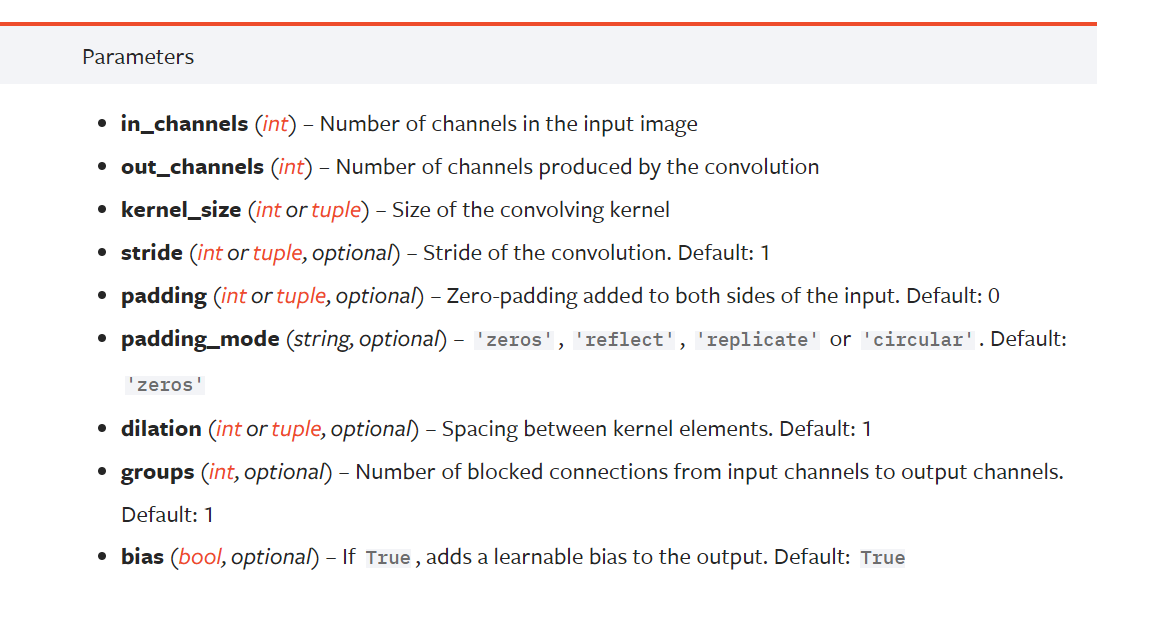 Parameters
• in_channels (int) – Number of channels in the input image
• out_channels (int) – Number of channels produced by the convolution
• kernel_size (int or tuple) – Size of the convolving kernel
• stride (int or tuple, optional) – Stride of the convolution. Default: 1
• padding (int or tuple, optional) – Zero-padding added to both sides of the input. Default: 0
• padding_mode (string, optional) – 'zeros', 'reflect', 'replicate' or 'circular'. Default:
'zeros'
• dilation (int or tuple, optional) – Spacing between kernel elements. Default: 1
• groups (int, optional) – Number of blocked connections from input channels to output channels.
Default: 1
• bias (bool, optional) – If True, adds a learnable bias to the output. Default: True